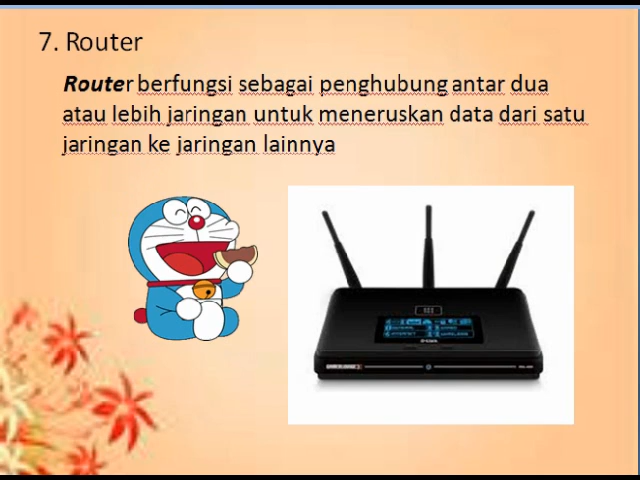 7. Router
Router berfungsi sebagai penghubung antar dua
atau lebih jaringan untuk meneruskan data dari satu
jaringan ke jaringan lainnya
D-Link